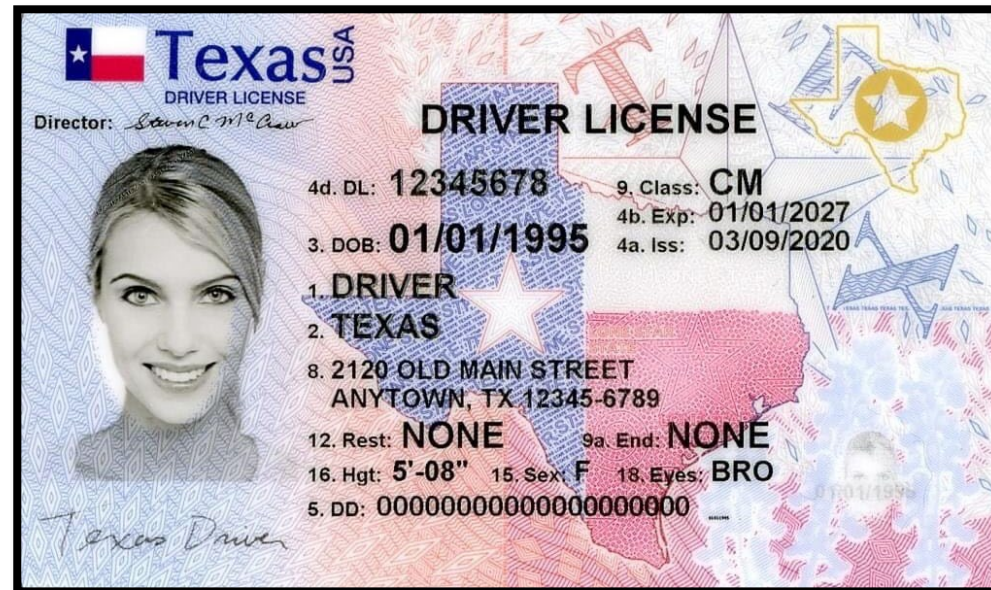 Texas USA
DRIVER LICENSE
Director: Steven C McCraw
DRIVER LICENSE
4d. DL: 12345678
9. Class: CM
4b. Exp: 01/01/2027
3. DOB: 01/01/1995
4a. Iss: 03/09/2020
1. DRIVER
2. TEXAS
8. 2120 OLD MAIN STREET
ANYTOWN, TX 12345-6789
12. Rest: NONE
9a. End: NONE
16. Hgt: 5'-08" 15. Sex: F 18. Eyes: BRO
5. DD: 00000000000000000000
01/01/1995
Texas Driver